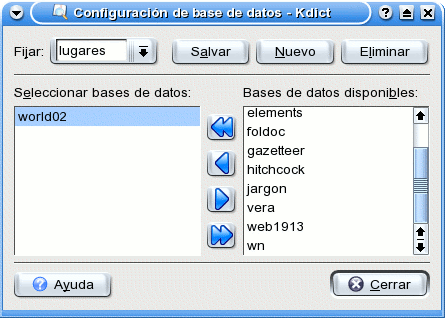 Configuración de base de datos - Kdict
Fijar: lugares Salvar Nuevo Eliminar
Seleccionar bases de datos:
world02
Bases de datos disponibles:
elements
foldoc
gazetteer
hitchcock
jargon
vera
web1913
wn
Ayuda Cerrar